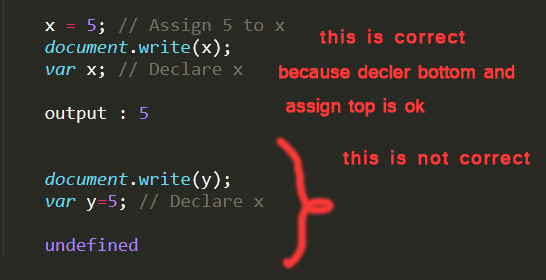 x = 5; // Assign 5 to x
this is correct
document.write(x);
var x; // Declare x
because decler bottom and
assign top is ok
output : 5
this is not correct
document.write(y);
var y=5; // Declare x
undefined